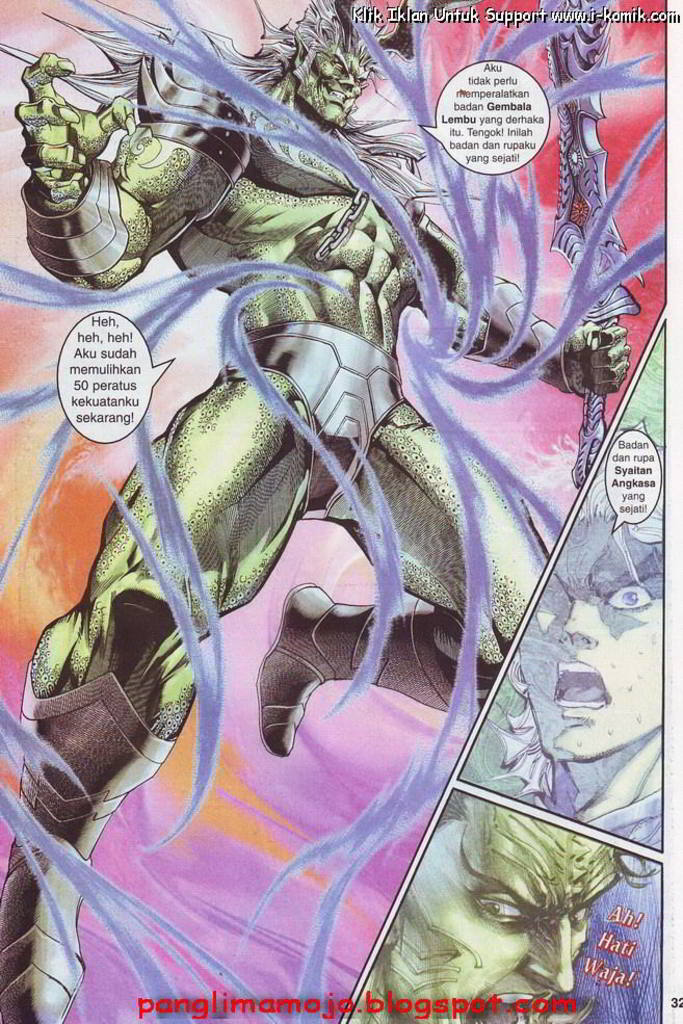 Klik Iklan Untuk Support www.i-komik.com
Aku
tidak perlu
memperalatkan
badan Gembala
Lembu yang derhaka
itu. Tengok! Inilah
badan dan rupaku
yang sejati!
Heh,
heh, heh!
Aku sudah
memulihkan
50 peratus
kekuatanku
sekarang!
Badan
dan rupa
Syaitan
Angkasa
yang
sejati!
Ah!
Hati
Waja!
32
panglimamojo.blogspot.com